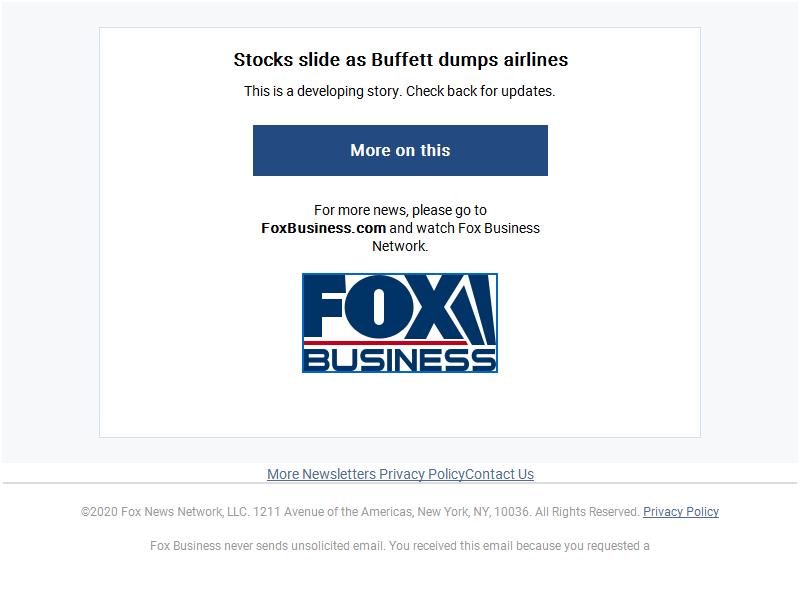 Stocks slide as Buffett dumps airlines
This is a developing story. Check back for updates.
More on this
For more news, please go to
FoxBusiness.com and watch Fox Business
Network.
FOX
BUSINESS
More Newsletters Privacy PolicyContact Us
©2020 Fox News Network, LLC. 1211 Avenue of the Americas, New York, NY, 10036. All Rights Reserved. Privacy Policy
Fox Business never sends unsolicited email. You received this email because you requested a